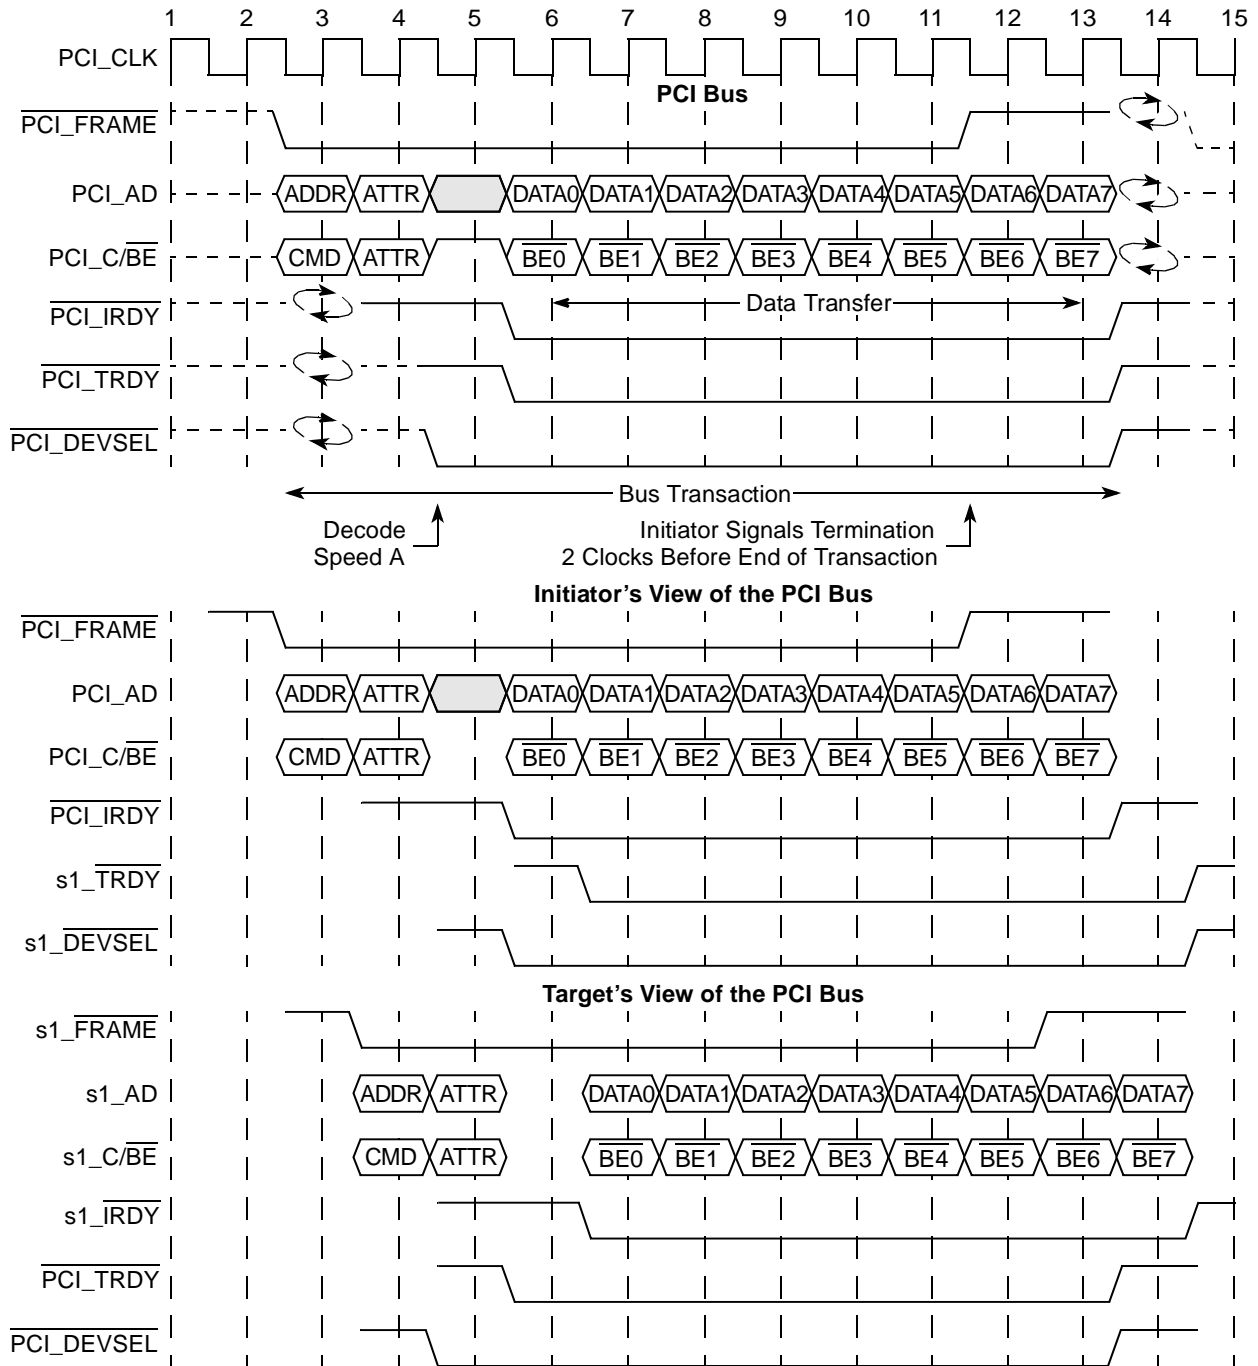 1 2 3 4 5 6 7 8 9 10 11 12 13 14 15
PCI_CLK
PCI Bus
PCI_FRAME
PCI_AD ADDR ATTR DATA0 DATA1 DATA2 DATA3 DATA4 DATA5 DATA6 DATA7
PCI_C/BE CMD ATTR BE0 BE1 BE2 BE3 BE4 BE5 BE6 BE7
PCI_IRDY Data Transfer
PCI_TRDY
PCI_DEVSEL
Bus Transaction
Decode
Speed A
Initiator Signals Termination
2 Clocks Before End of Transaction
Initiator's View of the PCI Bus
PCI_FRAME
PCI_AD ADDR ATTR DATA0 DATA1 DATA2 DATA3 DATA4 DATA5 DATA6 DATA7
PCI_C/BE CMD ATTR BE0 BE1 BE2 BE3 BE4 BE5 BE6 BE7
PCI_IRDY
s1_TRDY
s1_DEVSEL
Target's View of the PCI Bus
s1_FRAME
s1_AD ADDR ATTR DATA0 DATA1 DATA2 DATA3 DATA4 DATA5 DATA6 DATA7
s1_C/BE CMD ATTR BE0 BE1 BE2 BE3 BE4 BE5 BE6 BE7
s1_IRDY
PCI_TRDY
PCI_DEVSEL